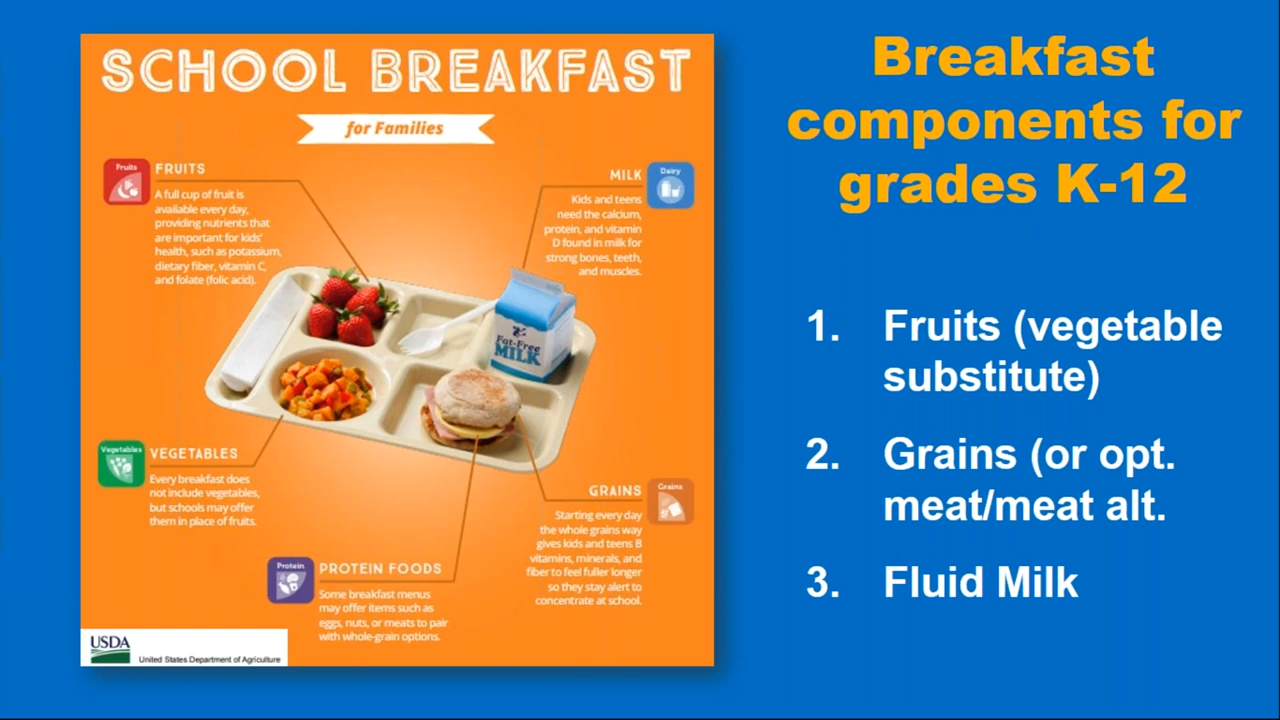 SCHOOL BREAKFAST
for Families
Fruits
FRUITS
A full cup of fruit is
available every day,
providing nutrients that
are important for kids'
health, such as potassium,
dietary fiber, vitamin C,
and folate (folic acid).
MILK
Dairy
Kids and teens
need the calcium,
protein, and vitamin
D found in milk for
strong bones, teeth,
and muscles.
Fat-Free
MILK
Vegetables
VEGETABLES
Every breakfast does
not include vegetables,
but schools may offer
them in place of fruits.
GRAINS
Grains
Starting every day
the whole grains way
gives kids and teens B
vitamins, minerals, and
fiber to feel fuller longer
so they stay alert to
concentrate at school.
Protein
PROTEIN FOODS
Some breakfast menus
may offer items such as
eggs, nuts, or meats to pair
with whole-grain options.
USDA
United States Department of Agriculture
Breakfast
components for
grades K-12
1. Fruits (vegetable
substitute)
2. Grains (or opt.
meat/meat alt.
3. Fluid Milk